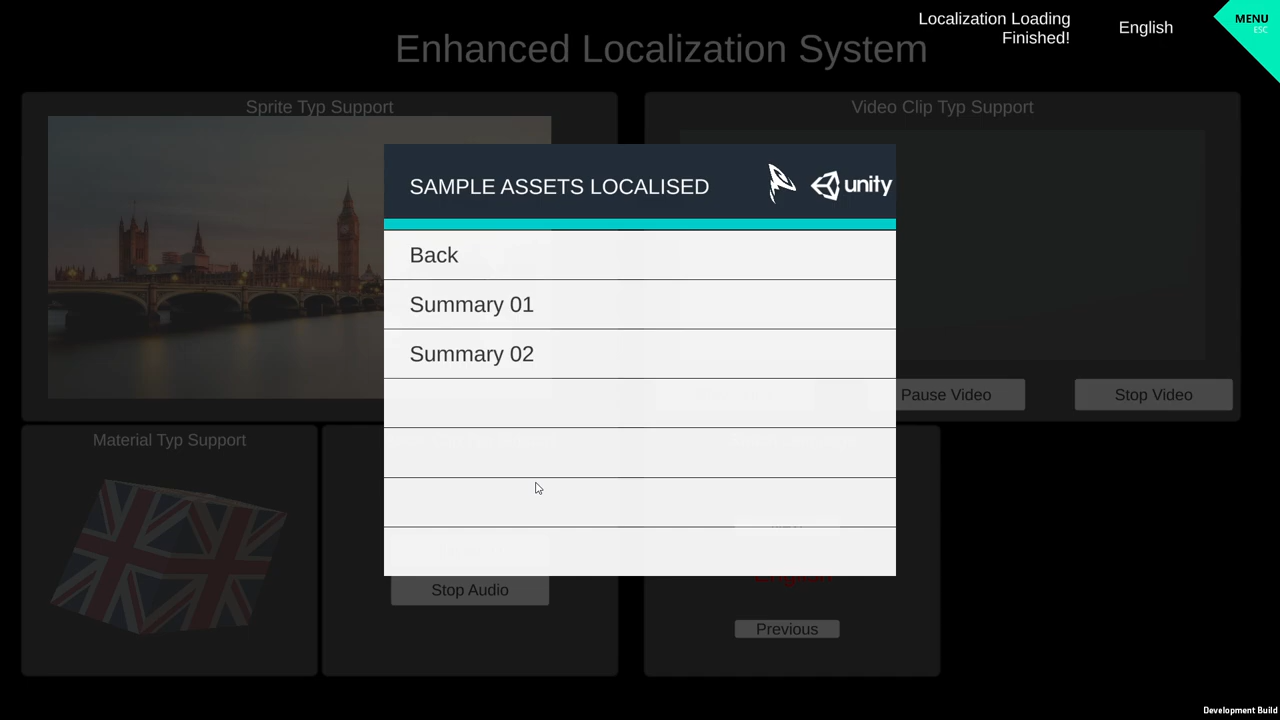 Localization Loading
Finished!
English
MENU
ESC
Enhanced Localization System
Sprite Typ Support
Video Clip Typ Support
SAMPLE ASSETS LOCALISED
unity
Back
Summary 01
Summary 02
Pause Video
Stop Video
Material Typ Support
Stop Audio
Previous
Development Build